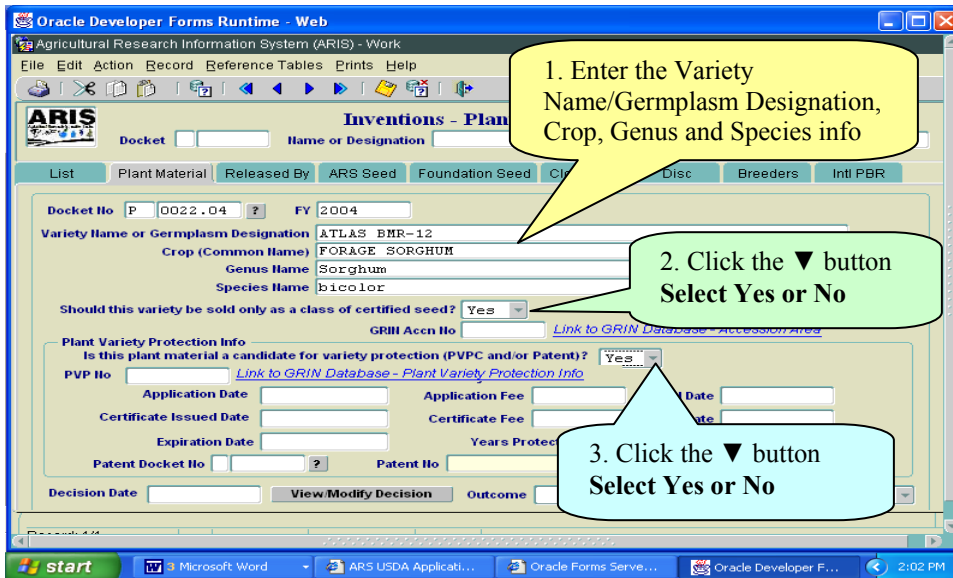 Oracle Developer Forms Runtime - Web
Agricultural Research Information System (ARIS) - Work
File Edit Action Record Reference Tables Prints Help
ARIS
Inventions - Plan
Docket Name or Designation
List Plant Material Released By ARS Seed Foundation Seed Disc Breeders Intl PBR
Docket No P 0022.04 ? FY 2004
Variety Name or Germplasm Designation ATLAS BMR-12
Crop (Common Name) FORAGE SORGHUM
Genus Name Sorghum
Species Name bicolor
Should this variety be sold only as a class of certified seed? Yes
GRIN Accn No Link to GRIN Database - Accession Area
Plant Variety Protection Info
Is this plant material a candidate for variety protection (PVPC and/or Patent)? Yes
PVP No Link to GRIN Database - Plant Variety Protection Info
Application Date Application Fee Date
Certificate Issued Date Certificate Fee
Expiration Date Years Protec
Patent Docket No ? Patent No
Decision Date View/Modify Decision Outcome
1. Enter the Variety
Name/Germplasm Designation,
Crop, Genus and Species info
2. Click the ▼ button
Select Yes or No
3. Click the ▼ button
Select Yes or No
start 3 Microsoft Word ARS USDA Applicati... Oracle Forms Serve... Oracle Developer F... 2:02 PM